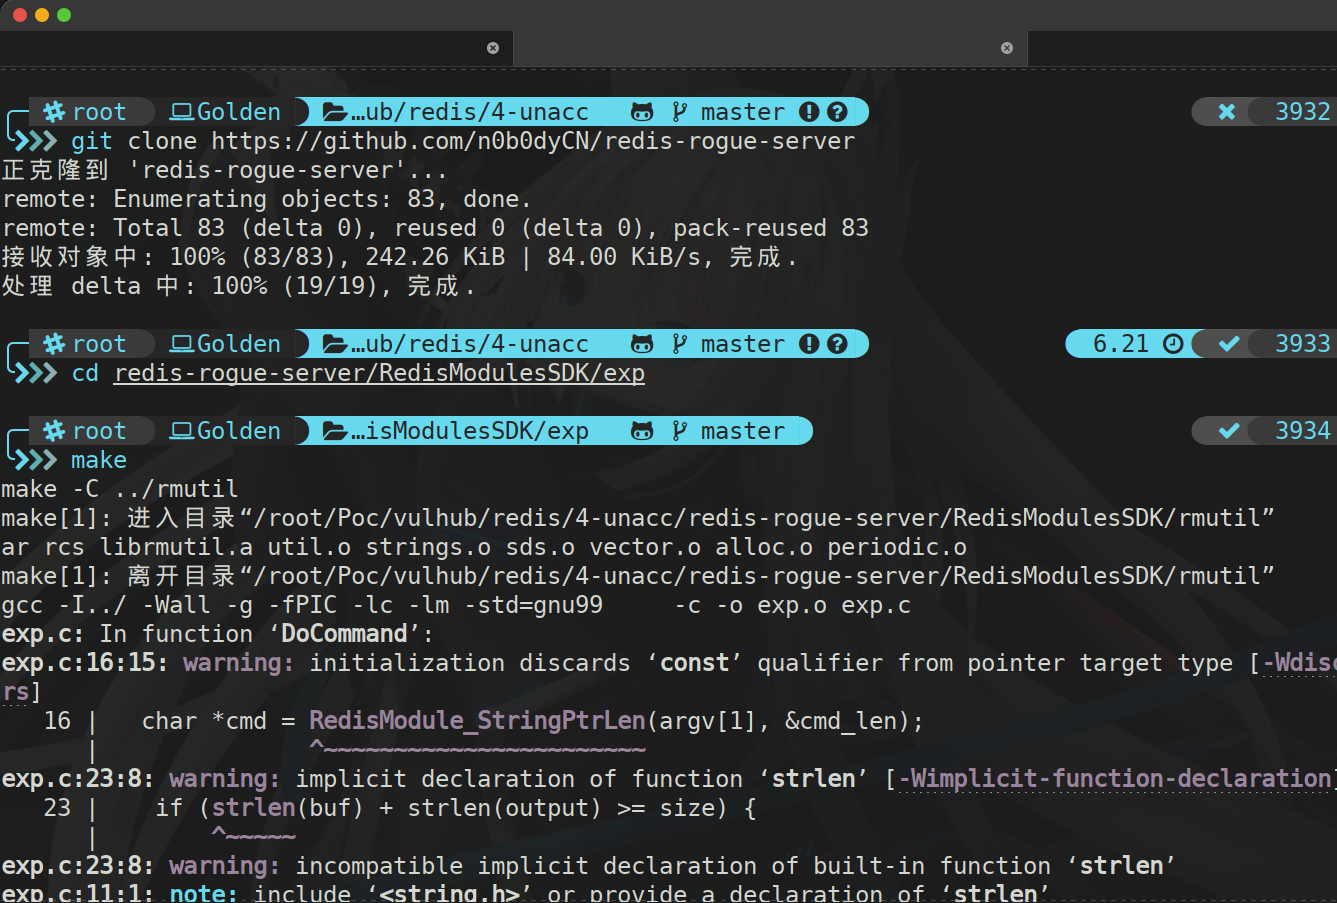 root Golden …ub/redis/4-unacc master 3932
git clone https://github.com/n0b0dyCN/redis-rogue-server
正克隆到 'redis-rogue-server'...
remote: Enumerating objects: 83, done.
remote: Total 83 (delta 0), reused 0 (delta 0), pack-reused 83
接收对象中: 100% (83/83), 242.26 KiB | 84.00 KiB/s, 完成.
处理 delta 中: 100% (19/19), 完成.
root Golden …ub/redis/4-unacc master 6.21 3933
cd redis-rogue-server/RedisModulesSDK/exp
root Golden …isModulesSDK/exp master 3934
make
make -C ../rmutil
make[1]: 进入目录“/root/Poc/vulhub/redis/4-unacc/redis-rogue-server/RedisModulesSDK/rmutil”
ar rcs librmutil.a util.o strings.o sds.o vector.o alloc.o periodic.o
make[1]: 离开目录“/root/Poc/vulhub/redis/4-unacc/redis-rogue-server/RedisModulesSDK/rmutil”
gcc -I../ -Wall -g -fPIC -lc -lm -std=gnu99     -c -o exp.o exp.c
exp.c: In function ‘DoCommand’:
exp.c:16:15: warning: initialization discards ‘const’ qualifier from pointer target type [-Wdisc
rs]
   16 |   char *cmd = RedisModule_StringPtrLen(argv[1], &cmd_len);
      |               ^~~~~~~~~~~~~~~~~~~~~~~~
exp.c:23:8: warning: implicit declaration of function ‘strlen’ [-Wimplicit-function-declaration]
   23 |    if (strlen(buf) + strlen(output) >= size) {
      |        ^~~~~~
exp.c:23:8: warning: incompatible implicit declaration of built-in function ‘strlen’
exp.c:11:1: note: include ‘<string.h>’ or provide a declaration of ‘strlen’